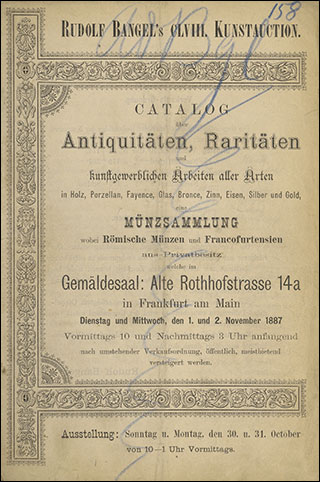 158
RUDOLF BANGEL's CLVIII. KUNSTAUCTION.
CATALOG
über
Antiquitäten, Raritäten
und
kunstgewerblichen Arbeiten aller Arten
in Holz, Porzellan, Fayence, Glas, Bronce, Zinn, Eisen, Silber und Gold,
eine
MÜNZSAMMLUNG
wobei Römische Münzen und Francofurtensien
aus Privatbesitz
welche im
Gemäldesaal: Alte Rothhofstrasse 14a
in Frankfurt am Main
Dienstag und Mittwoch, den 1. und 2. November 1887
Vormittags 10 und Nachmittags 3 Uhr anfangend
nach umstehender Verkaufsordnung, öffentlich, meistbietend
versteigert werden.
Ausstellung: Sonntag u. Montag, den 30. u. 31. October
von 10–1 Uhr Vormittags.